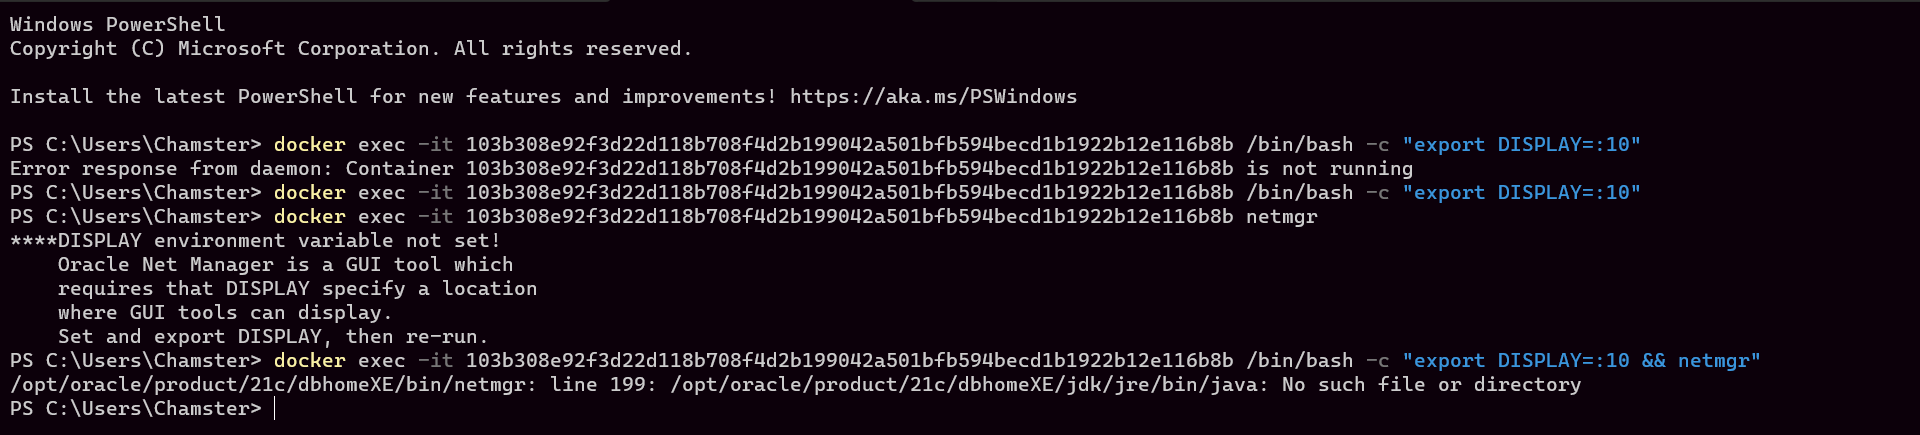 Windows PowerShell
Copyright (C) Microsoft Corporation. All rights reserved.
Install the latest PowerShell for new features and improvements! https://aka.ms/PSWindows
PS C:\Users\Chamster> docker exec -it 103b308e92f3d22d118b708f4d2b199042a501bfb594becd1b1922b12e116b8b /bin/bash -c "export DISPLAY=:10"
Error response from daemon: Container 103b308e92f3d22d118b708f4d2b199042a501bfb594becd1b1922b12e116b8b is not running
PS C:\Users\Chamster> docker exec -it 103b308e92f3d22d118b708f4d2b199042a501bfb594becd1b1922b12e116b8b /bin/bash -c "export DISPLAY=:10"
PS C:\Users\Chamster> docker exec -it 103b308e92f3d22d118b708f4d2b199042a501bfb594becd1b1922b12e116b8b netmgr
****DISPLAY environment variable not set!
    Oracle Net Manager is a GUI tool which
    requires that DISPLAY specify a location
    where GUI tools can display.
    Set and export DISPLAY, then re-run.
PS C:\Users\Chamster> docker exec -it 103b308e92f3d22d118b708f4d2b199042a501bfb594becd1b1922b12e116b8b /bin/bash -c "export DISPLAY=:10 && netmgr"
/opt/oracle/product/21c/dbhomeXE/bin/netmgr: line 199: /opt/oracle/product/21c/dbhomeXE/jdk/jre/bin/java: No such file or directory
PS C:\Users\Chamster>